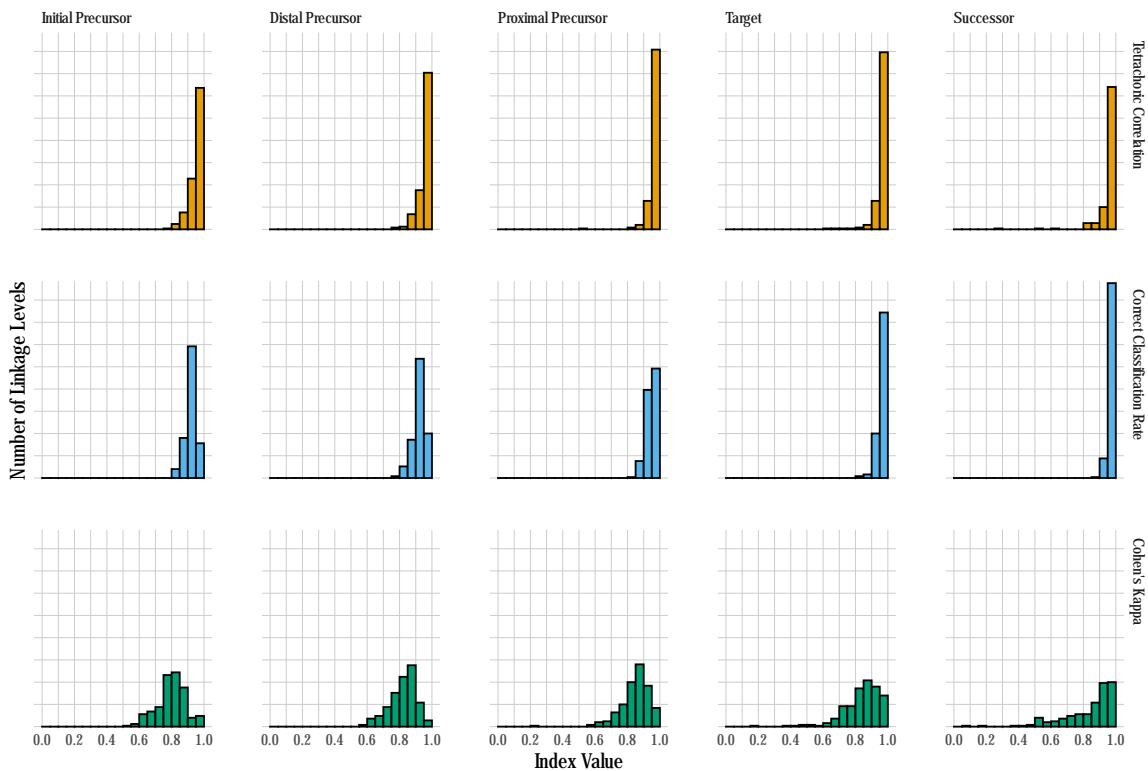 Initial Precursor
Distal Precursor
Proximal Precursor
Target
Successor
Tetrachoric Correlation
Number of Linkage Levels
Correct Classification Rate
Cohen's Kappa
0.0 0.2 0.4 0.6 0.8 1.0
0.0 0.2 0.4 0.6 0.8 1.0
0.0 0.2 0.4 0.6 0.8 1.0
0.0 0.2 0.4 0.6 0.8 1.0
0.0 0.2 0.4 0.6 0.8 1.0
Index Value